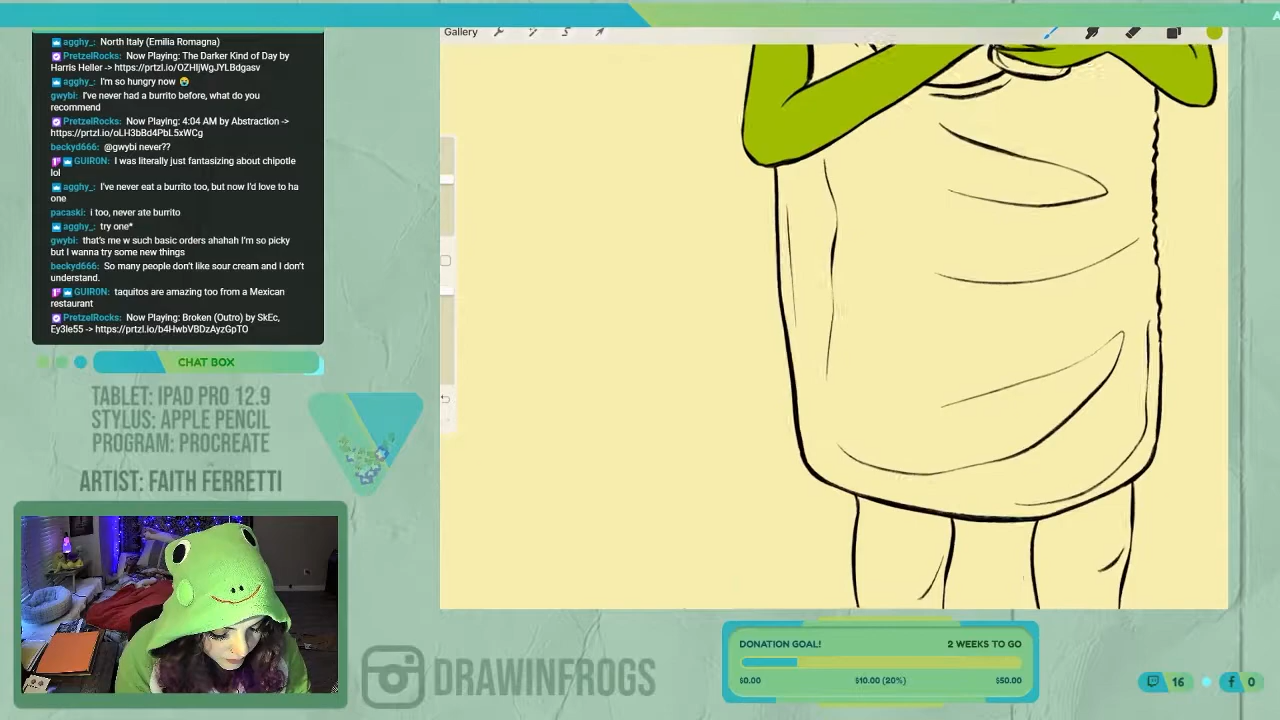 agghy_: North Italy (Emilia Romagna)
PretzelRocks: Now Playing: The Darker Kind of Day by
Harris Heller -> https://prtzl.io/OZHljWgJYLBdgasv
agghy_: I'm so hungry now 😭
gwybi: I've never had a burrito before, what do you
recommend
PretzelRocks: Now Playing: 4:04 AM by Abstraction ->
https://prtzl.io/oLH3bBd4PbL5xWCg
beckyd666: @gwybi never??
GUIR0N: I was literally just fantasizing about chipotle
lol
agghy_: I've never eat a burrito too, but now I'd love to ha
one
pacaski: i too, never ate burrito
agghy_: try one*
gwybi: that's me w such basic orders ahahah I'm so picky
but I wanna try some new things
beckyd666: So many people don't like sour cream and I don't
understand.
GUIR0N: taquitos are amazing too from a Mexican
restaurant
PretzelRocks: Now Playing: Broken (Outro) by SkEc,
Ey3le55 -> https://prtzl.io/b4HwbVBDzAyzGpTO
CHAT BOX
TABLET: IPAD PRO 12.9
STYLUS: APPLE PENCIL
PROGRAM: PROCREATE
ARTIST: FAITH FERRETTI
Gallery
DRAWINFROGS
DONATION GOAL! 2 WEEKS TO GO
$0.00 $10.00 (20%) $50.00
16 0